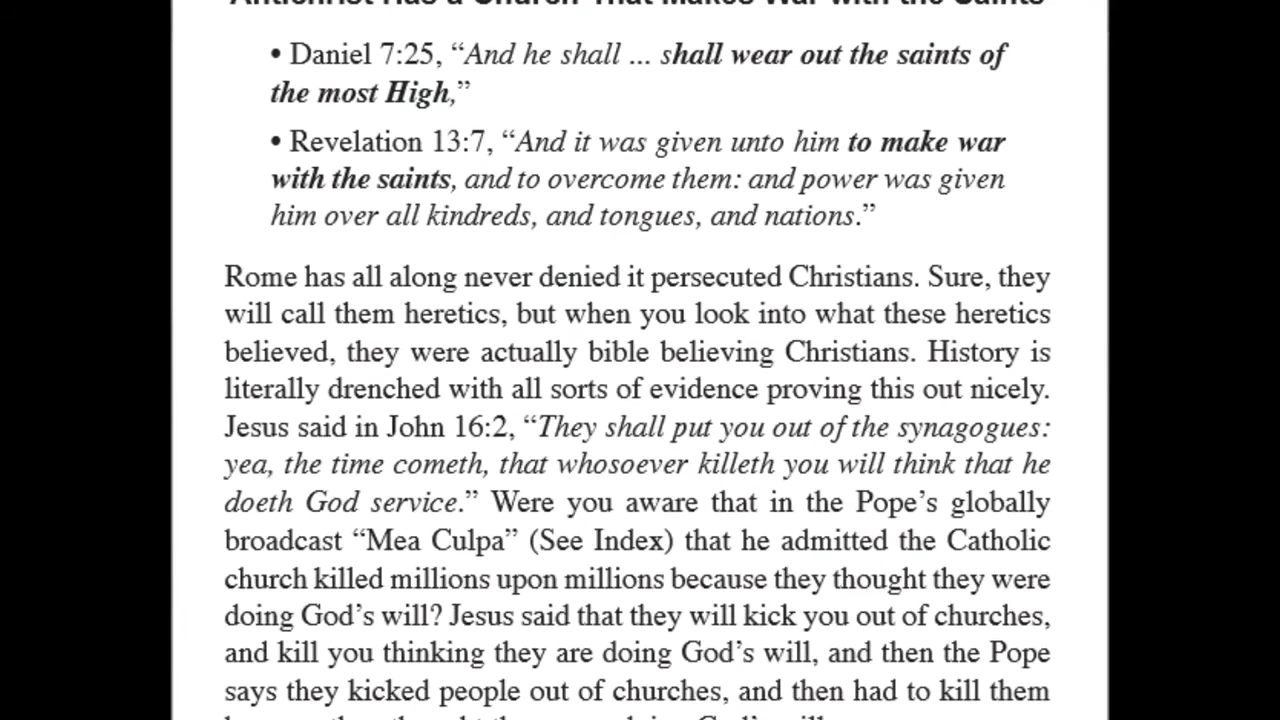 Antichrist Has a Church That Makes War with the Saints
• Daniel 7:25, “And he shall ... shall wear out the saints of
the most High,”
• Revelation 13:7, “And it was given unto him to make war
with the saints, and to overcome them: and power was given
him over all kindreds, and tongues, and nations.”
Rome has all along never denied it persecuted Christians. Sure, they
will call them heretics, but when you look into what these heretics
believed, they were actually bible believing Christians. History is
literally drenched with all sorts of evidence proving this out nicely.
Jesus said in John 16:2, “They shall put you out of the synagogues:
yea, the time cometh, that whosoever killeth you will think that he
doeth God service.” Were you aware that in the Pope’s globally
broadcast “Mea Culpa” (See Index) that he admitted the Catholic
church killed millions upon millions because they thought they were
doing God’s will? Jesus said that they will kick you out of churches,
and kill you thinking they are doing God’s will, and then the Pope
says they kicked people out of churches, and then had to kill them